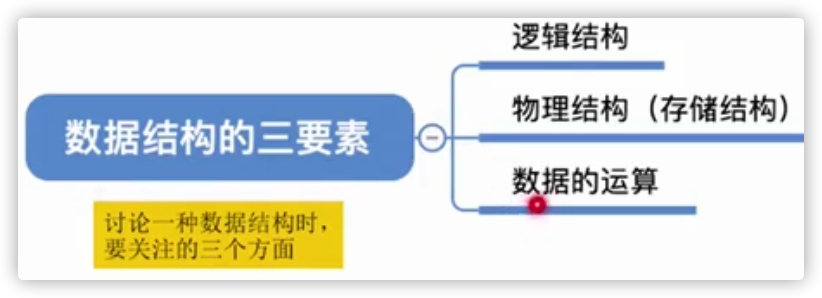 逻辑结构
物理结构（存储结构）
数据结构的三要素
数据的运算
讨论一种数据结构时，
要关注的三个方面